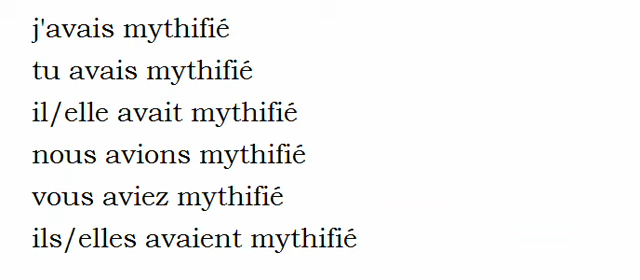 j'avais mythifié
tu avais mythifié
il/elle avait mythifié
nous avions mythifié
vous aviez mythifié
ils/elles avaient mythifié